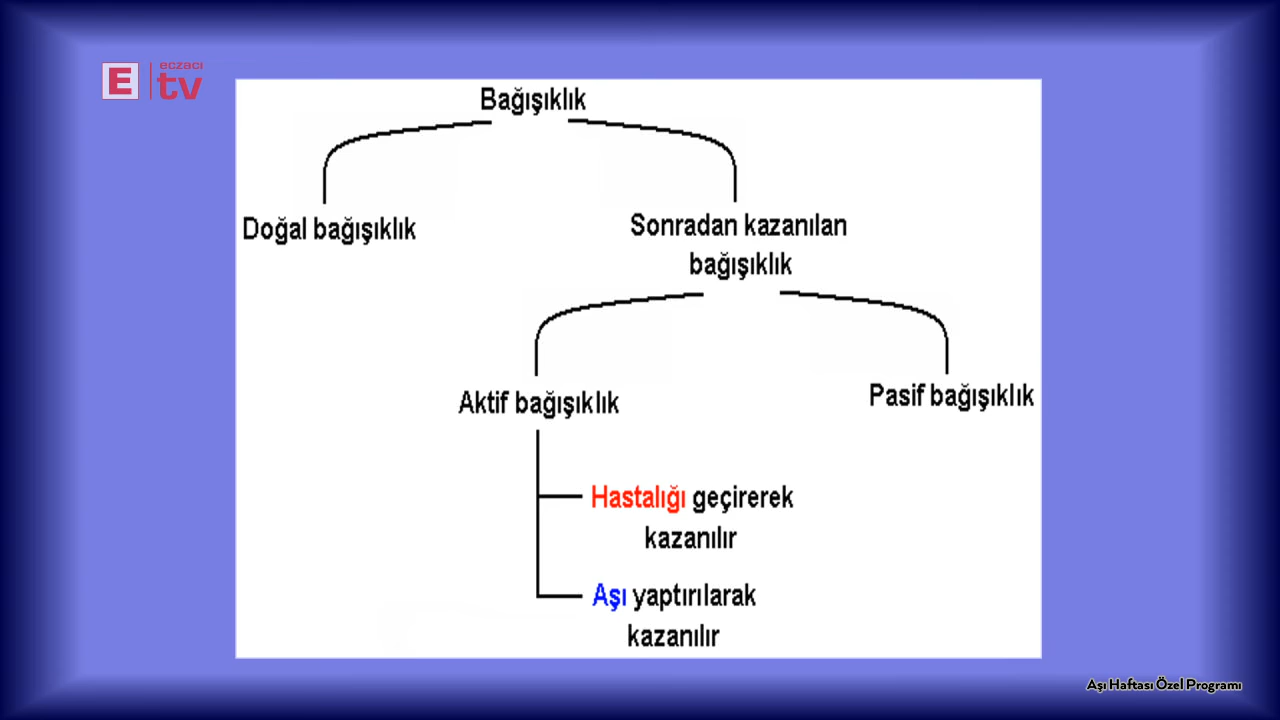 E
eczacı
tv
Bağışıklık
Doğal bağışıklık
Sonradan kazanılan
bağışıklık
Aktif bağışıklık
Pasif bağışıklık
Hastalığı geçirerek
kazanılır
Aşı yaptırılarak
kazanılır
Aşı Haftası Özel Programı